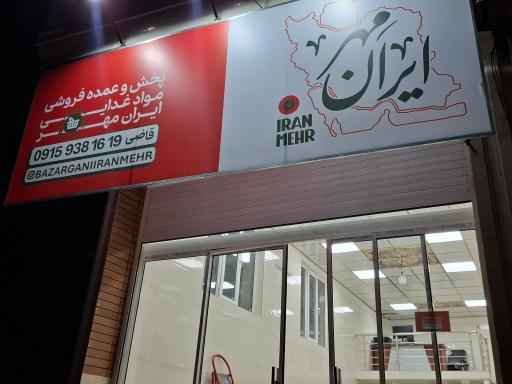 پخش و عمده فروشی
مواد غذایی
ایران مهر
قاضی 0915 938 16 19
@BAZARGANIIRANMEHR
ایران مهر
IRAN
MEHR